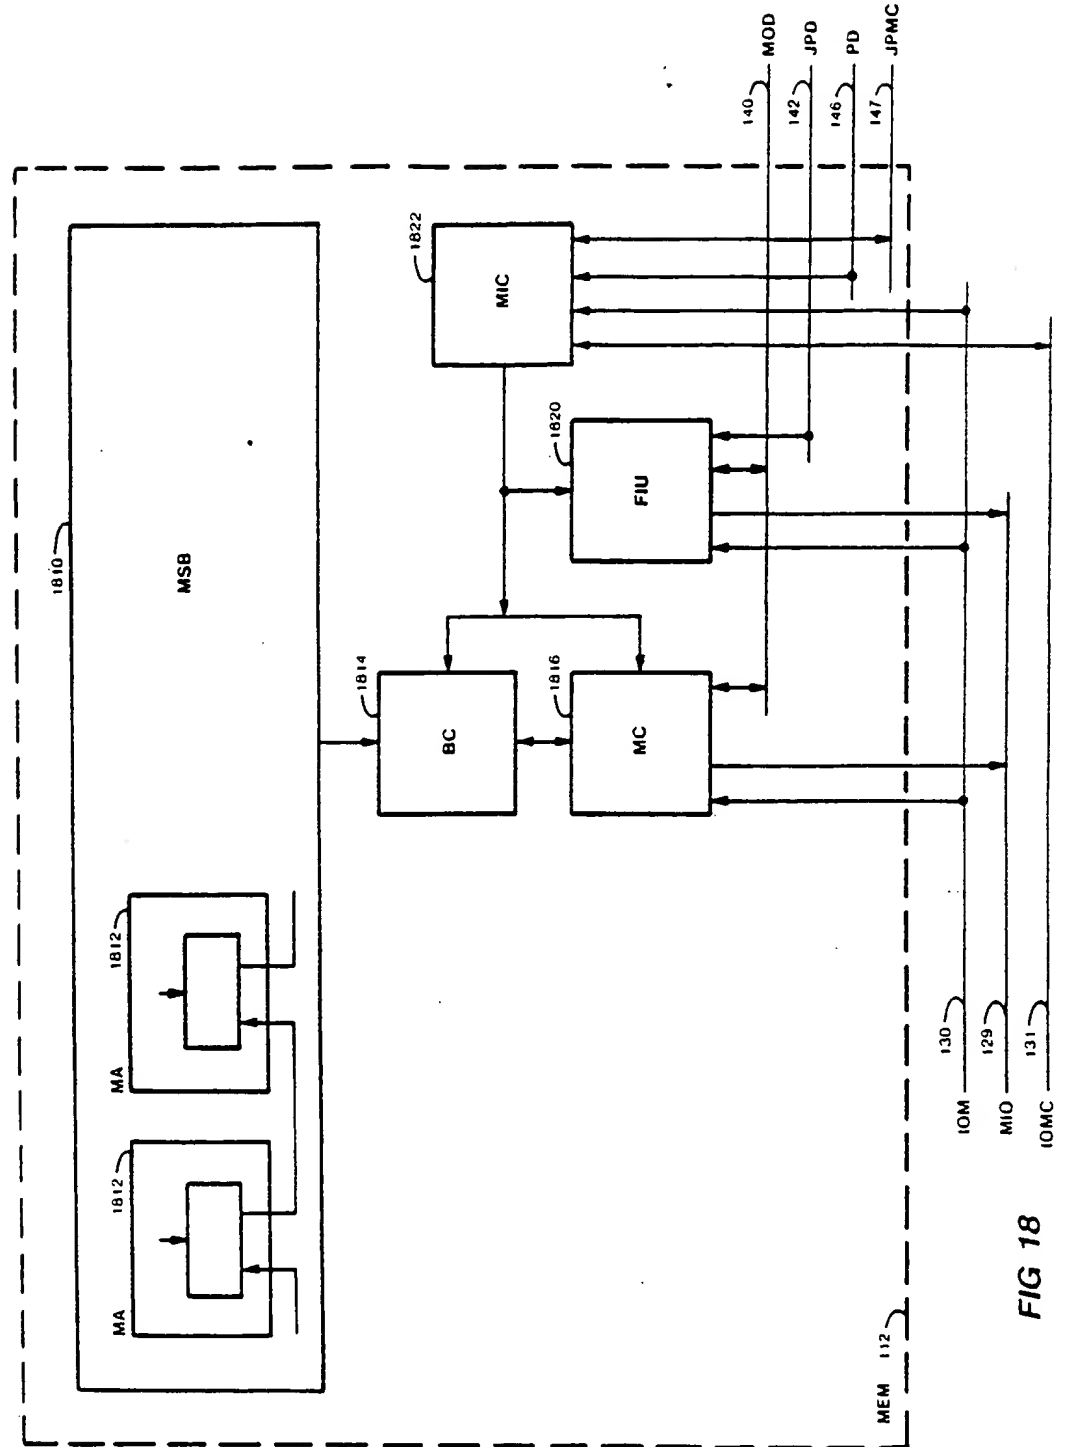 1810
MSB
MA
1812
MA
1812
1822
MIC
1814
BC
1816
MC
1820
FIU
140
MOD
142
JPD
146
PD
147
JPMC
130
IOM
129
MIO
131
IOMC
MEM 112
FIG 18